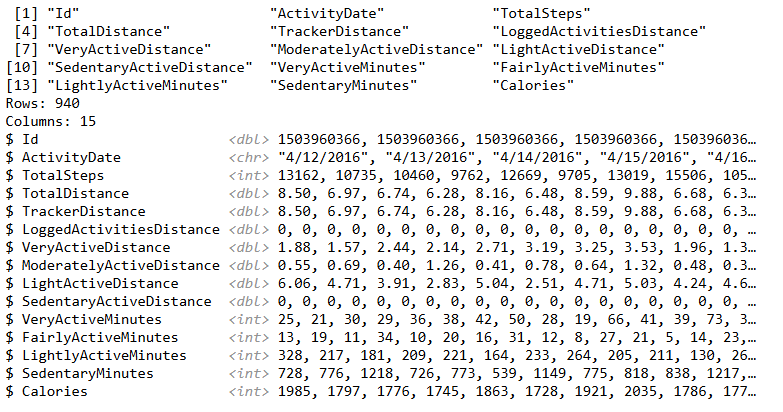 [1] "Id" "ActivityDate" "TotalSteps"
[4] "TotalDistance" "TrackerDistance" "LoggedActivitiesDistance"
[7] "VeryActiveDistance" "ModeratelyActiveDistance" "LightActiveDistance"
[10] "SedentaryActiveDistance" "VeryActiveMinutes" "FairlyActiveMinutes"
[13] "LightlyActiveMinutes" "SedentaryMinutes" "Calories"
Rows: 940
Columns: 15
$ Id <dbl> 1503960366, 1503960366, 1503960366, 1503960366, 150396036…
$ ActivityDate <chr> "4/12/2016", "4/13/2016", "4/14/2016", "4/15/2016", "4/16…
$ TotalSteps <int> 13162, 10735, 10460, 9762, 12669, 9705, 13019, 15506, 105…
$ TotalDistance <dbl> 8.50, 6.97, 6.74, 6.28, 8.16, 6.48, 8.59, 9.88, 6.68, 6.3…
$ TrackerDistance <dbl> 8.50, 6.97, 6.74, 6.28, 8.16, 6.48, 8.59, 9.88, 6.68, 6.3…
$ LoggedActivitiesDistance <dbl> 0, 0, 0, 0, 0, 0, 0, 0, 0, 0, 0, 0, 0, 0, 0, 0, 0, 0, 0, …
$ VeryActiveDistance <dbl> 1.88, 1.57, 2.44, 2.14, 2.71, 3.19, 3.25, 3.53, 1.96, 1.3…
$ ModeratelyActiveDistance <dbl> 0.55, 0.69, 0.40, 1.26, 0.41, 0.78, 0.64, 1.32, 0.48, 0.3…
$ LightActiveDistance <dbl> 6.06, 4.71, 3.91, 2.83, 5.04, 2.51, 4.71, 5.03, 4.24, 4.6…
$ SedentaryActiveDistance <dbl> 0, 0, 0, 0, 0, 0, 0, 0, 0, 0, 0, 0, 0, 0, 0, 0, 0, 0, 0, …
$ VeryActiveMinutes <int> 25, 21, 30, 29, 36, 38, 42, 50, 28, 19, 66, 41, 39, 73, 3…
$ FairlyActiveMinutes <int> 13, 19, 11, 34, 10, 20, 16, 31, 12, 8, 27, 21, 5, 14, 23,…
$ LightlyActiveMinutes <int> 328, 217, 181, 209, 221, 164, 233, 264, 205, 211, 130, 26…
$ SedentaryMinutes <int> 728, 776, 1218, 726, 773, 539, 1149, 775, 818, 838, 1217,…
$ Calories <int> 1985, 1797, 1776, 1745, 1863, 1728, 1921, 2035, 1786, 177…